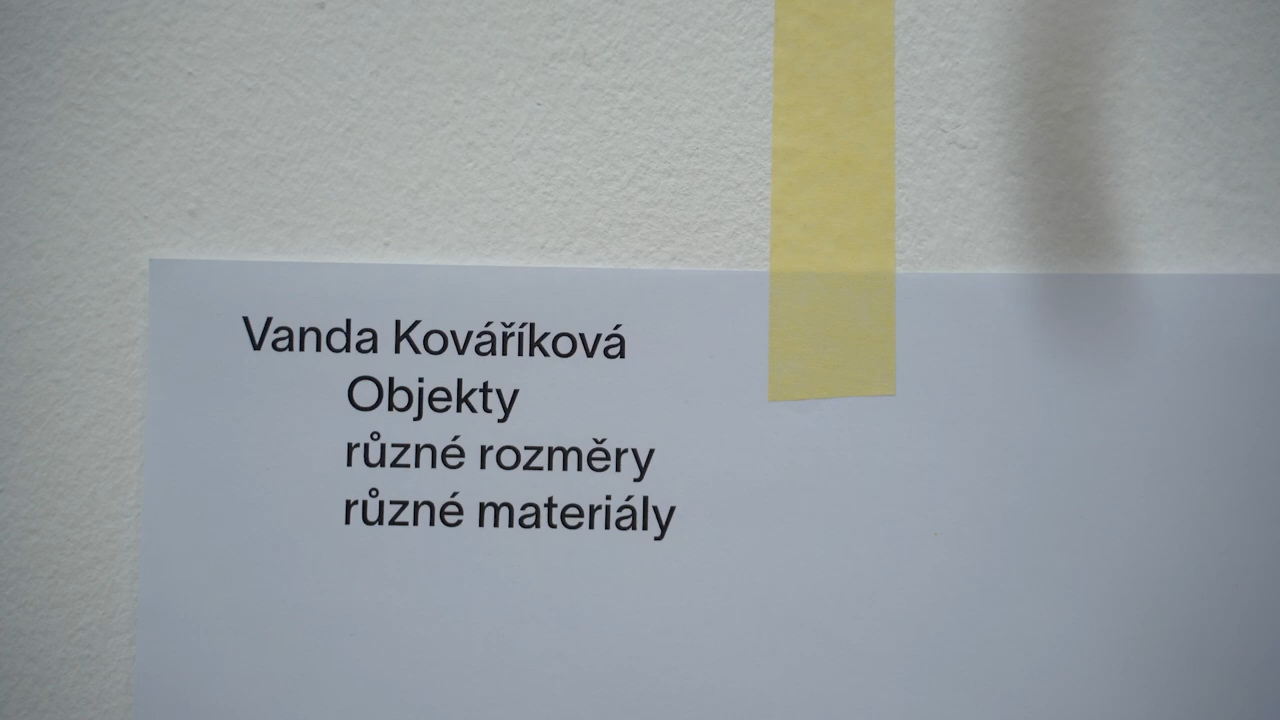 Vanda Kováříková
Objekty
různé rozměry
různé materiály